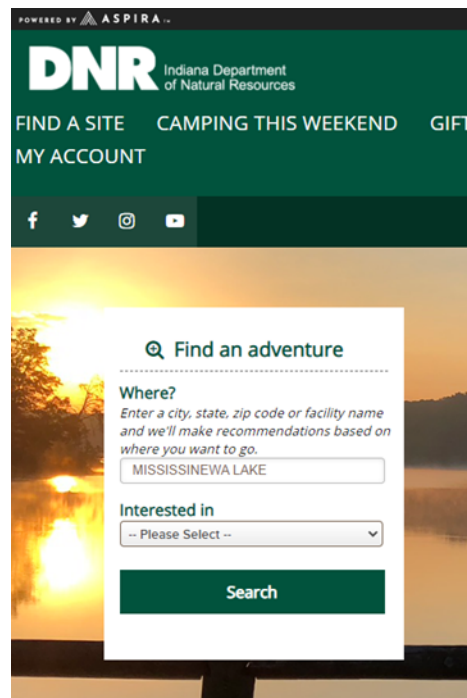 POWERED BY ASPIRA
DNR Indiana Department
of Natural Resources
FIND A SITE CAMPING THIS WEEKEND GIFT
MY ACCOUNT
Find an adventure
Where?
Enter a city, state, zip code or facility name
and we'll make recommendations based on
where you want to go.
MISSISSINEWA LAKE
Interested in
-- Please Select --
Search